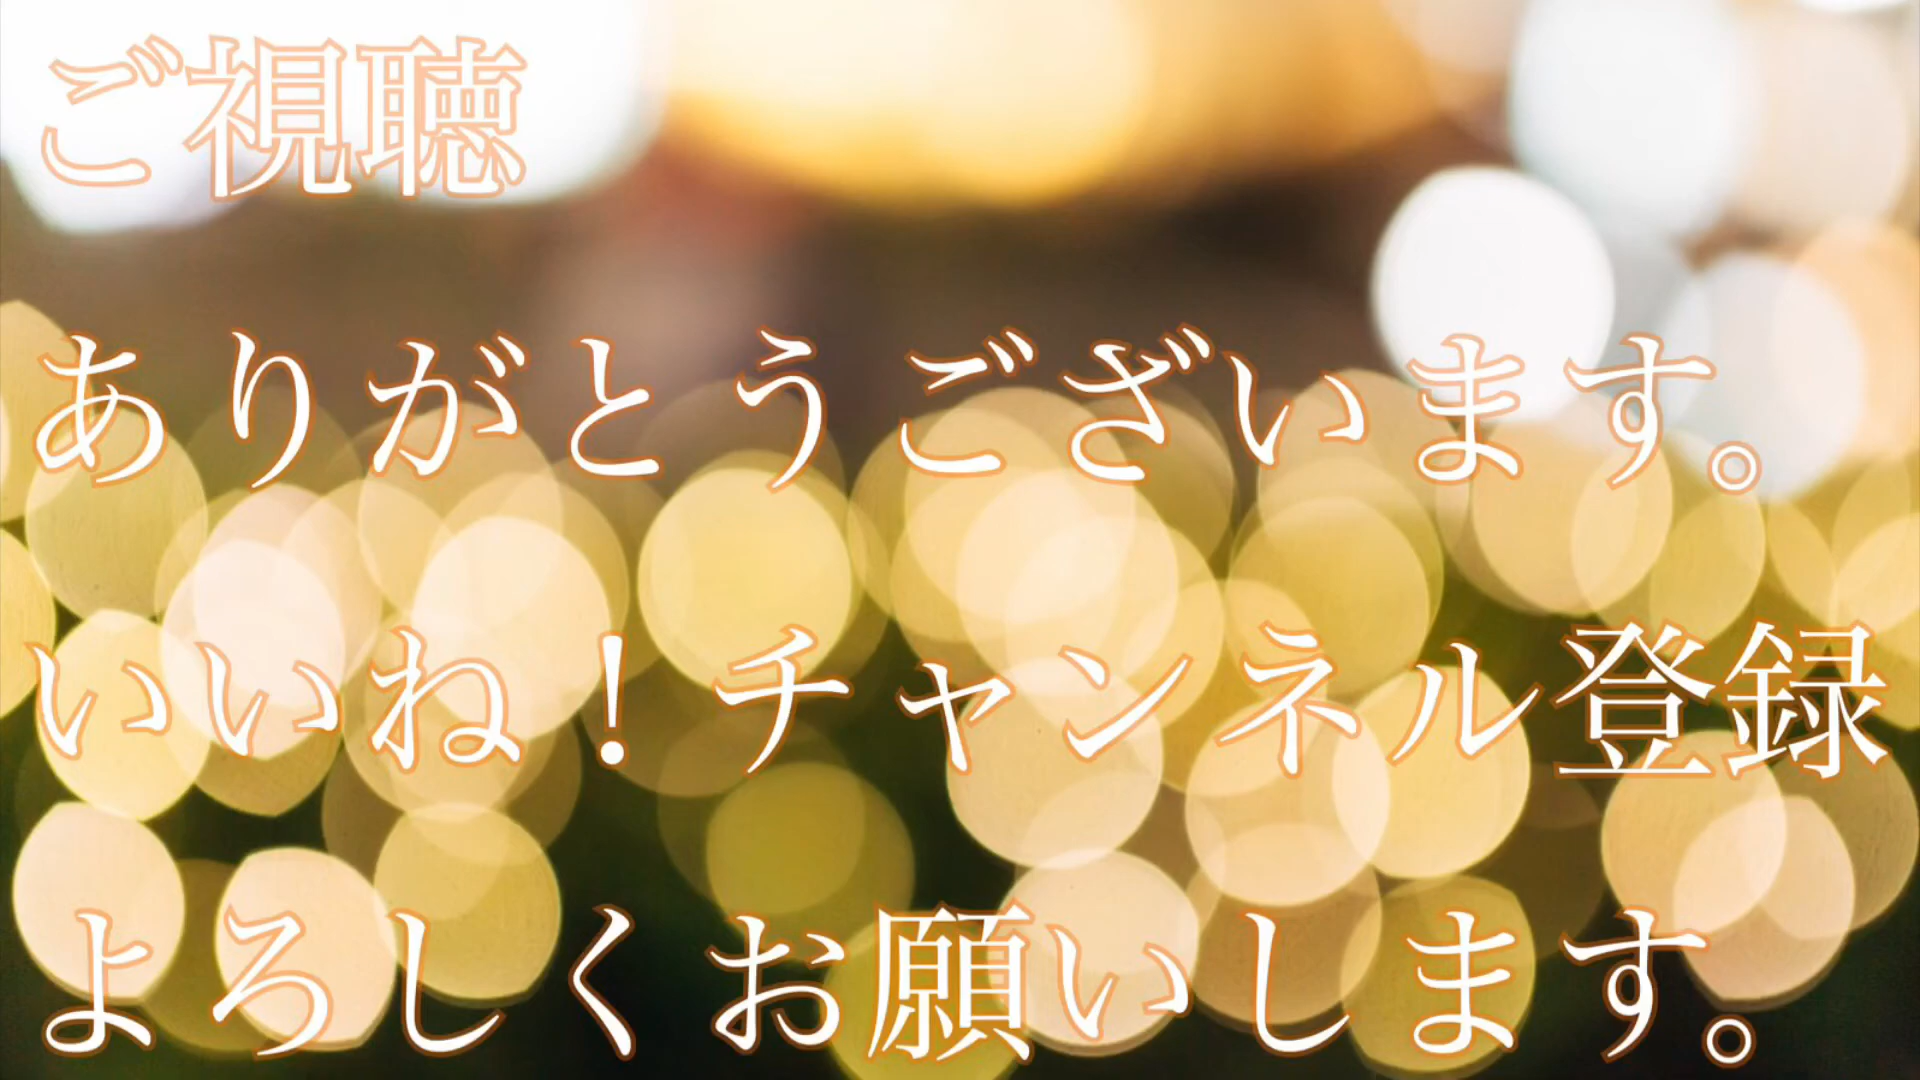 ご視聴
ありがとうございます。
いいね！チャンネル登録
よろしくお願いします。